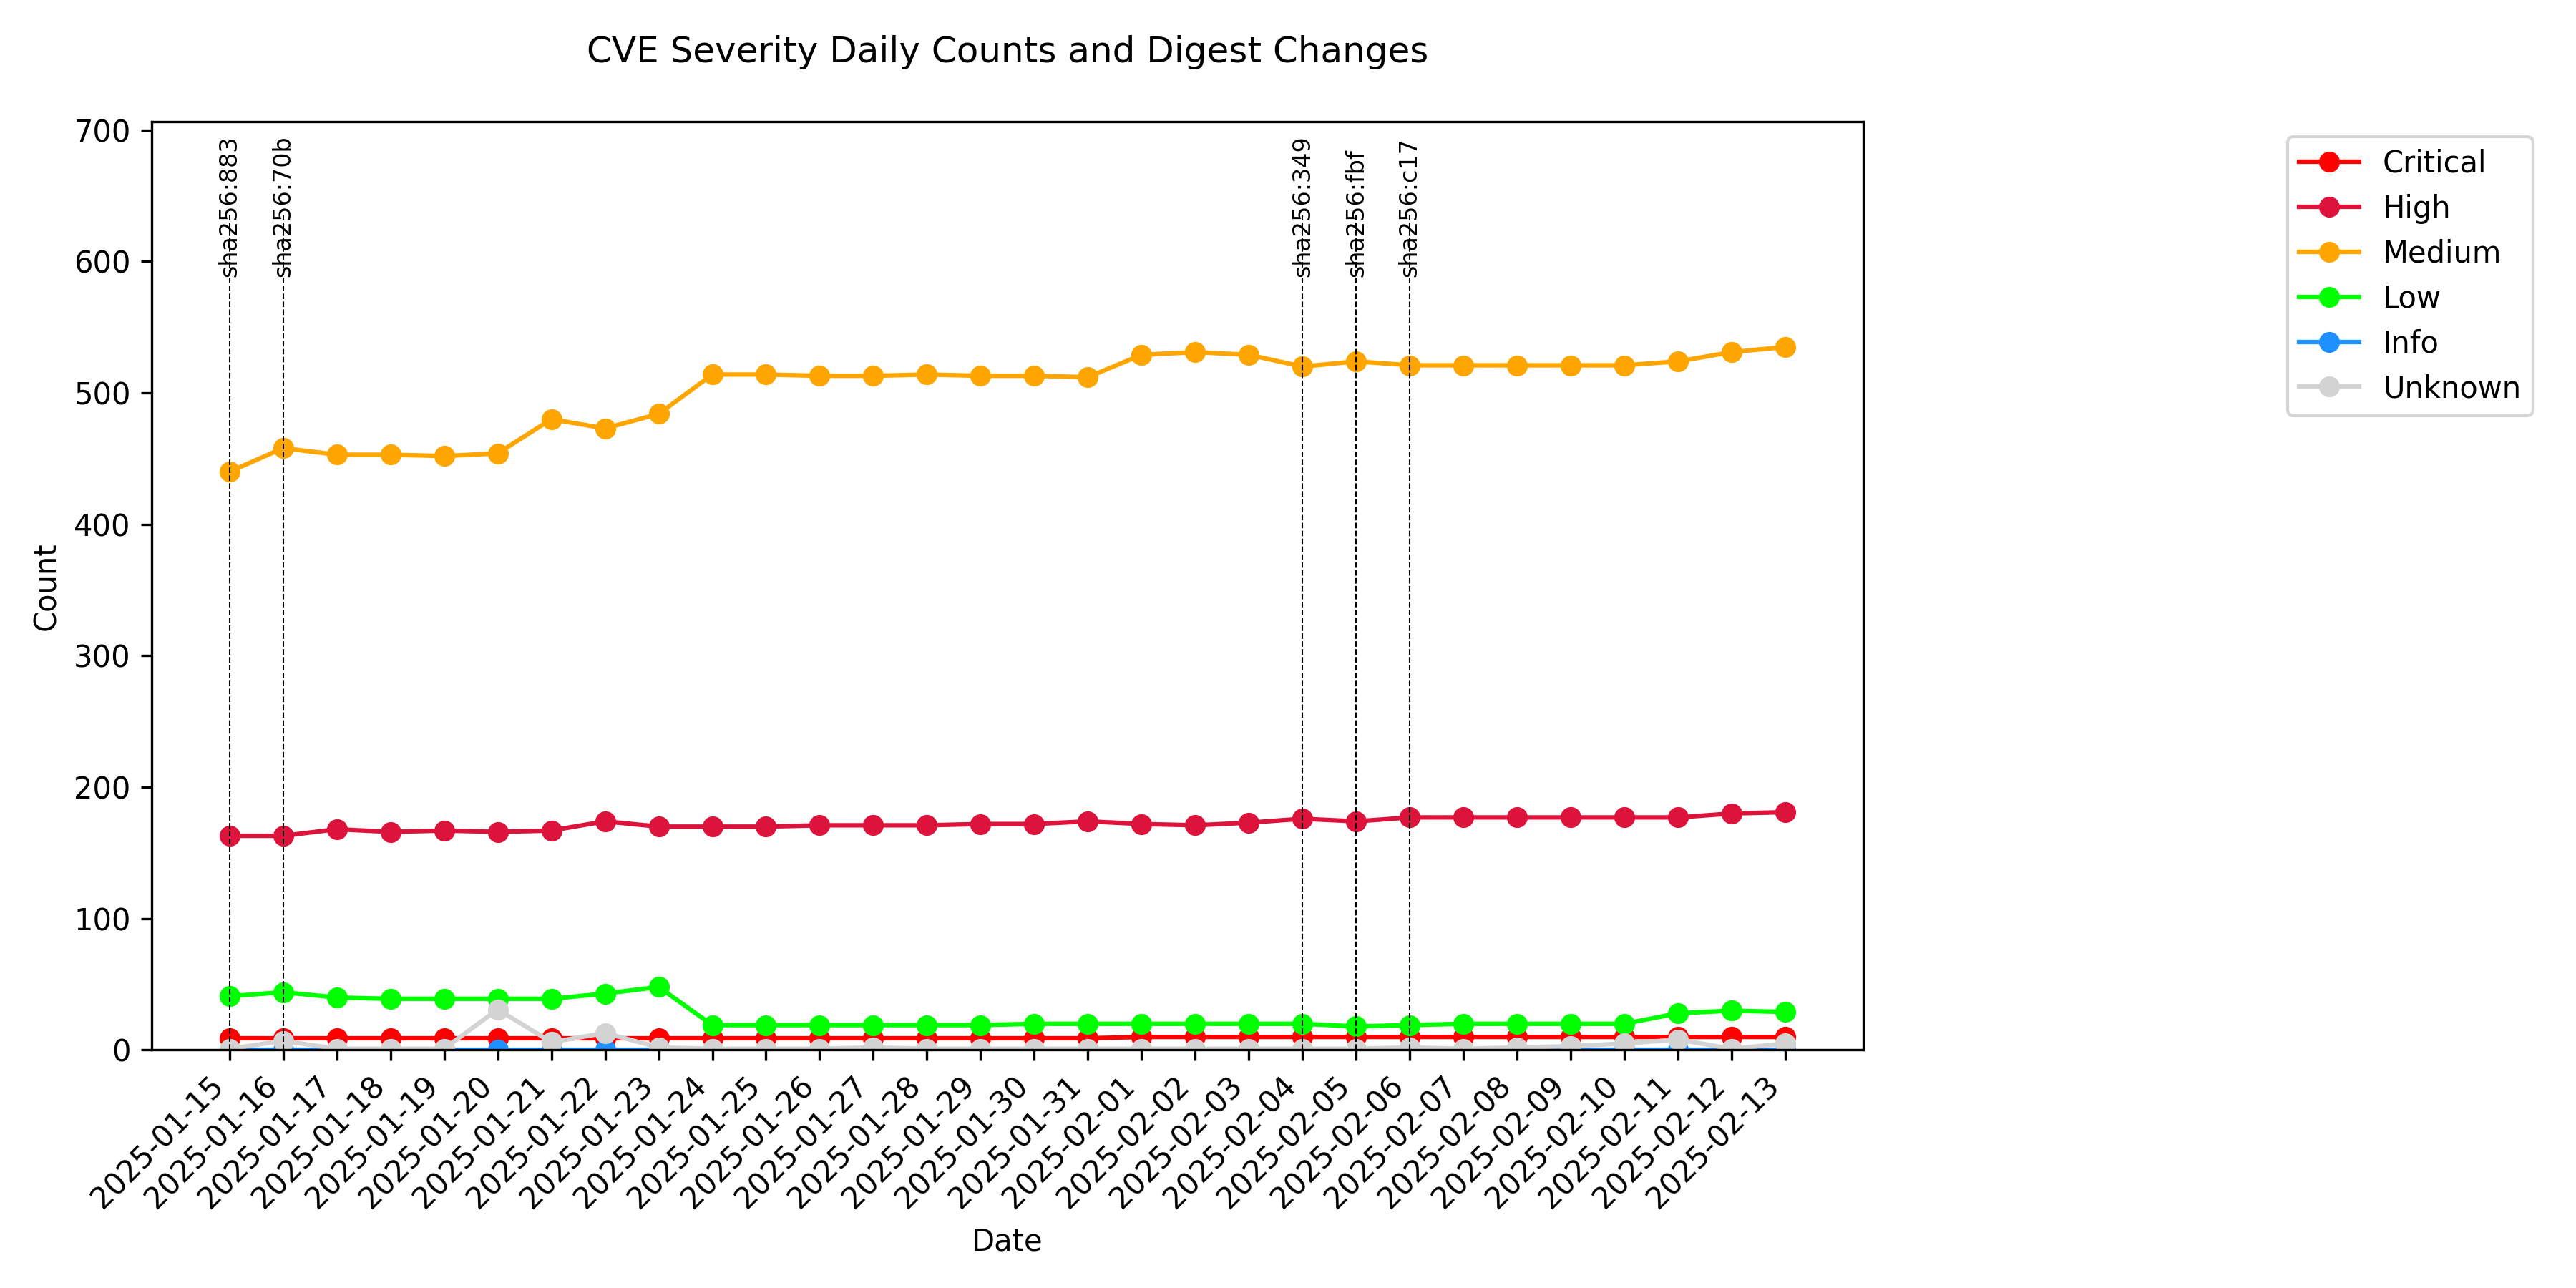 CVE Severity Daily Counts and Digest Changes
700
600
500
400
300
200
100
0
Count
sha256:883
sha256:70b
sha256:349
sha256:fbf
sha256:c17
Critical
High
Medium
Low
Info
Unknown
2025-01-15
2025-01-16
2025-01-17
2025-01-18
2025-01-19
2025-01-20
2025-01-21
2025-01-22
2025-01-23
2025-01-24
2025-01-25
2025-01-26
2025-01-27
2025-01-28
2025-01-29
2025-01-30
2025-01-31
2025-02-01
2025-02-02
2025-02-03
2025-02-04
2025-02-05
2025-02-06
2025-02-07
2025-02-08
2025-02-09
2025-02-10
2025-02-11
2025-02-12
2025-02-13
Date